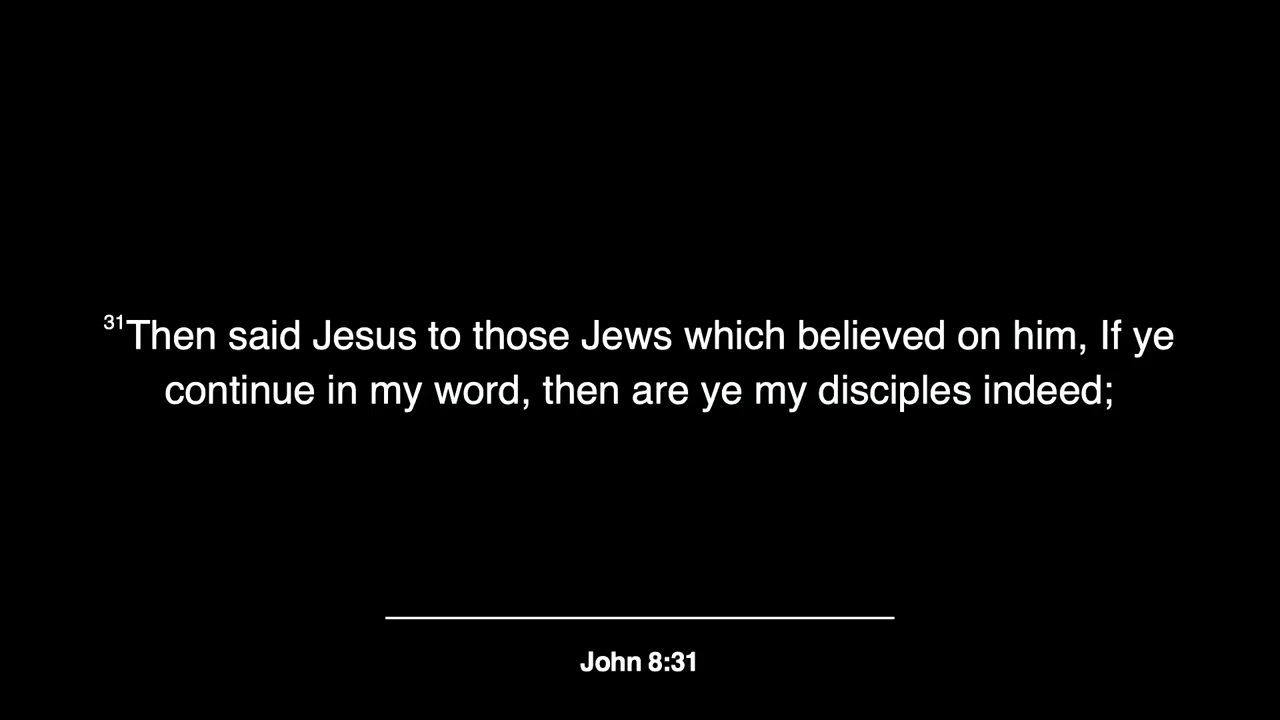 31Then said Jesus to those Jews which believed on him, If ye
continue in my word, then are ye my disciples indeed;
John 8:31